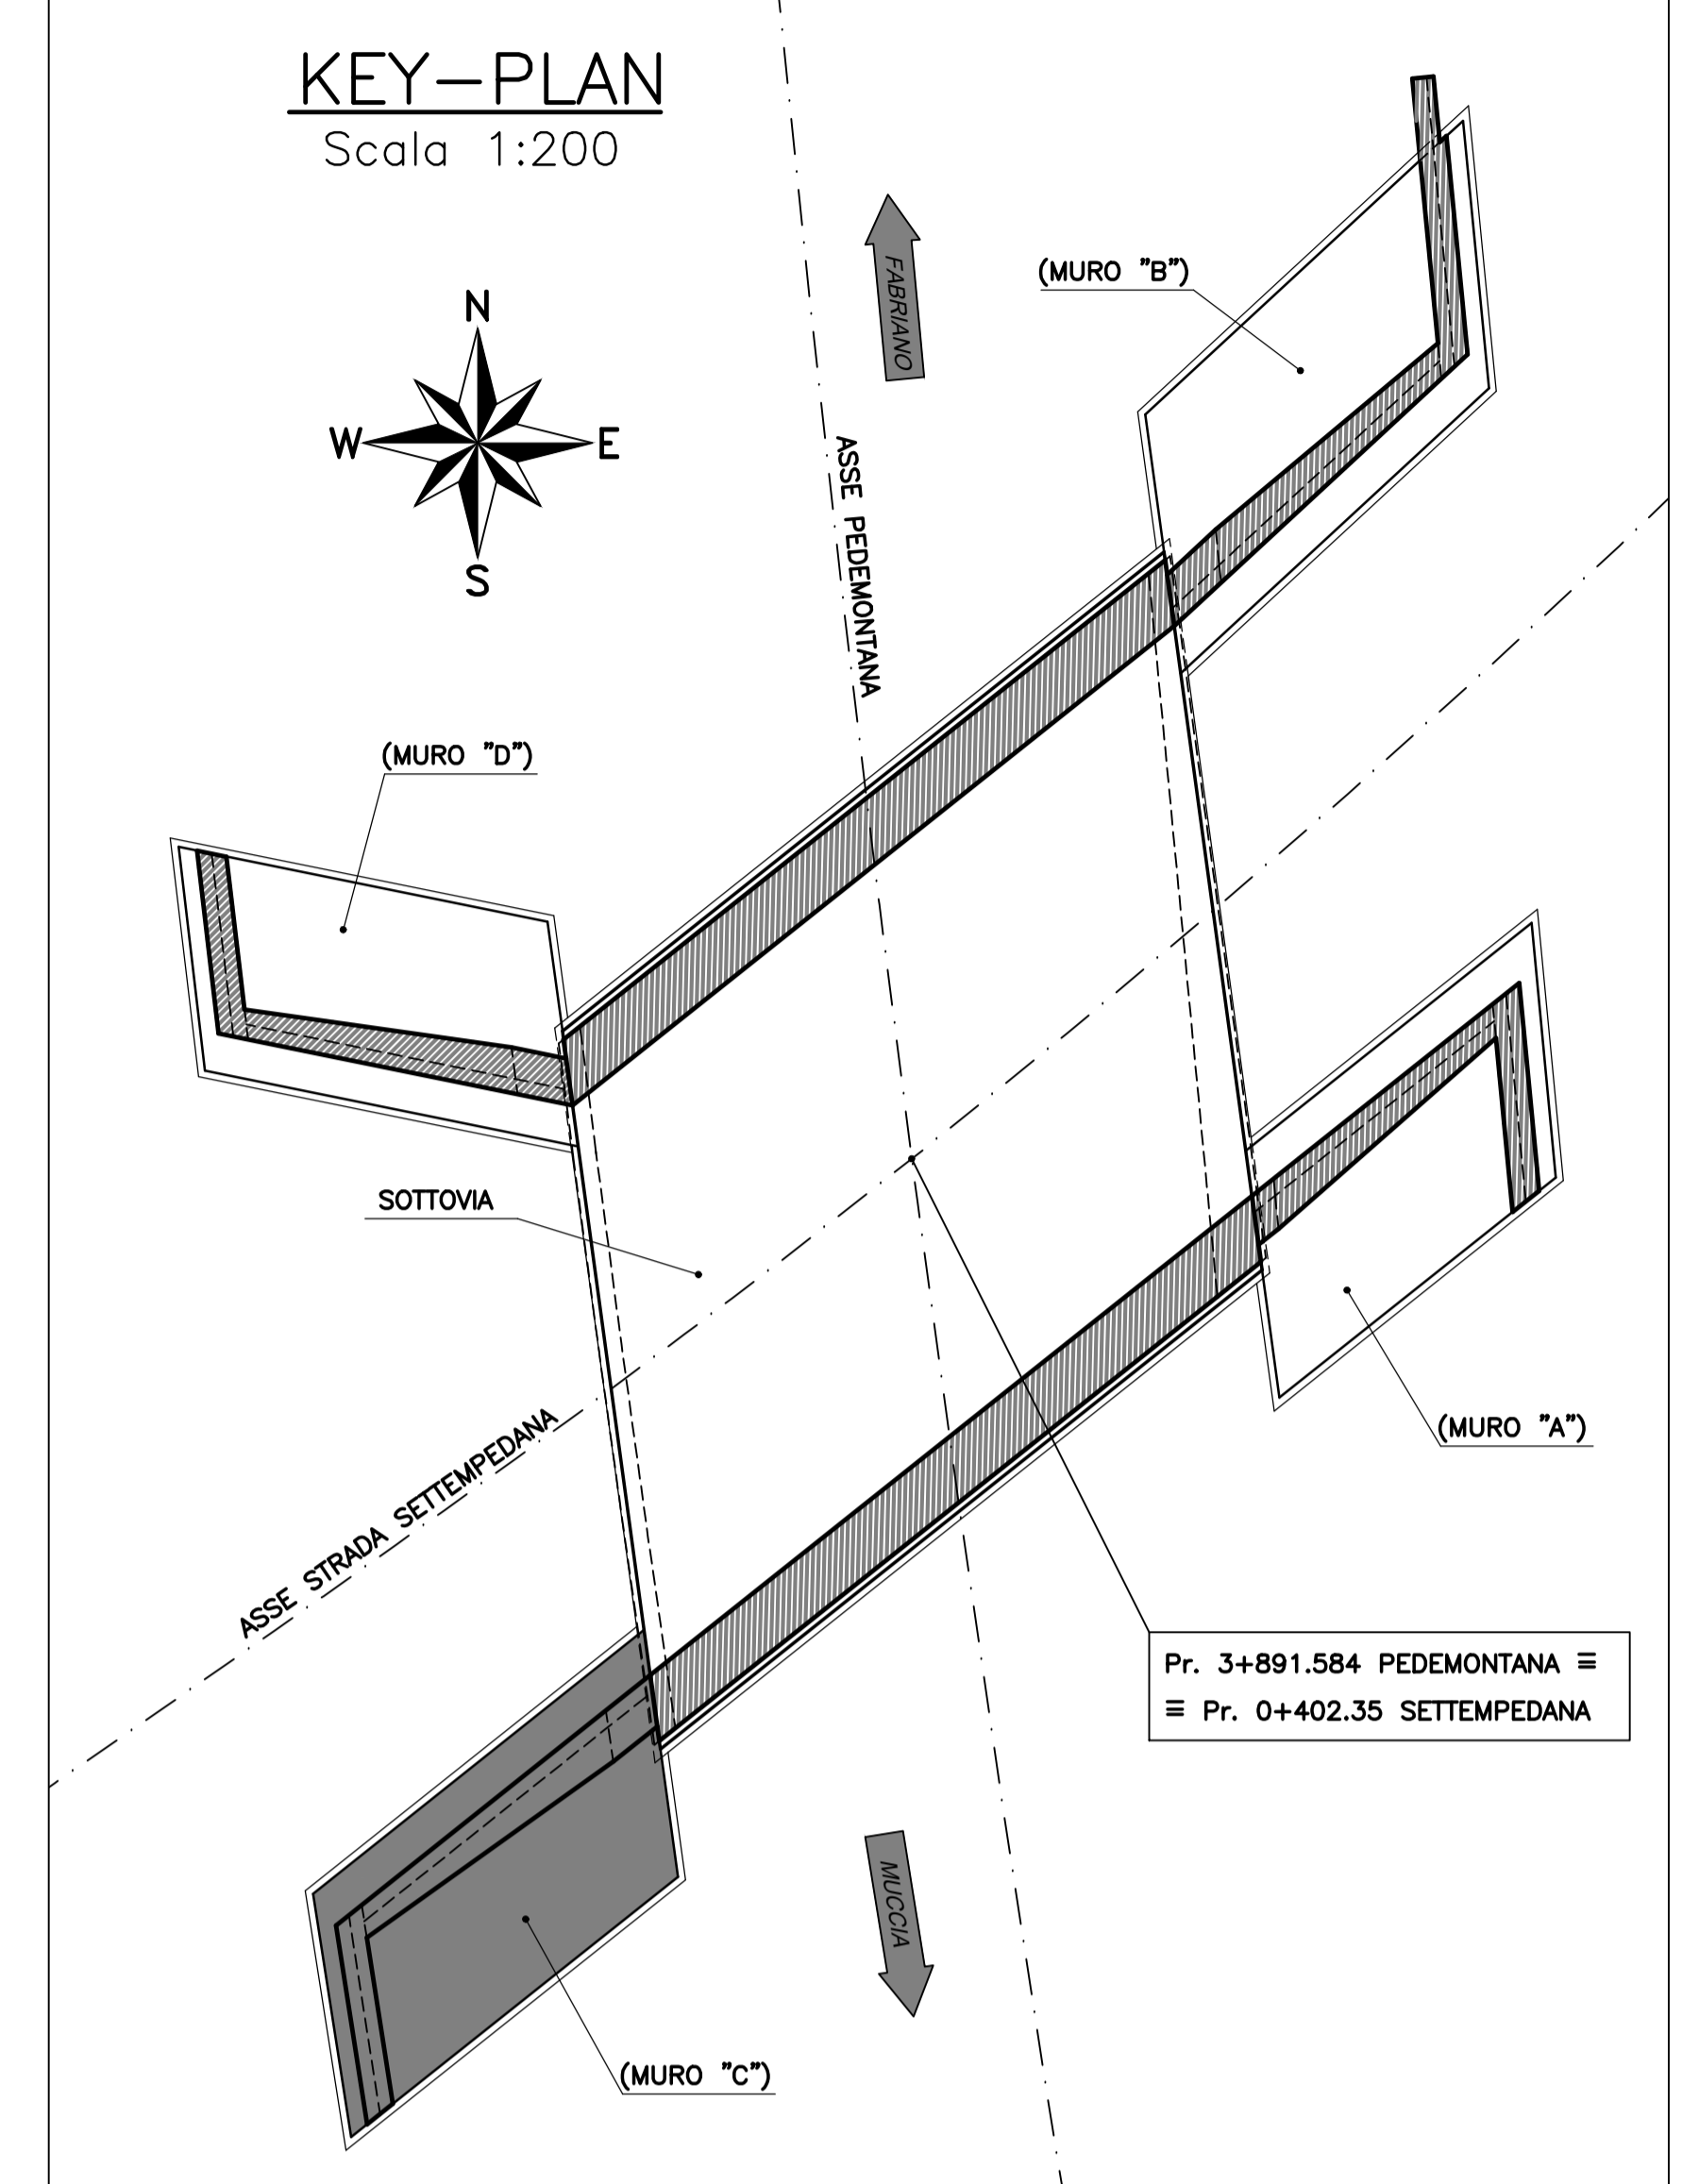 KEY-PLAN
Scala 1:200
N
W
E
S
FABRIANO
(MURO "B")
ASSE PEDEMONTANA
(MURO "D")
SOTTOVIA
ASSE STRADA SETTEMPEDANA
(MURO "A")
Pr. 3+891.584 PEDEMONTANA ≡
≡ Pr. 0+402.35 SETTEMPEDANA
MUCCIA
(MURO "C")